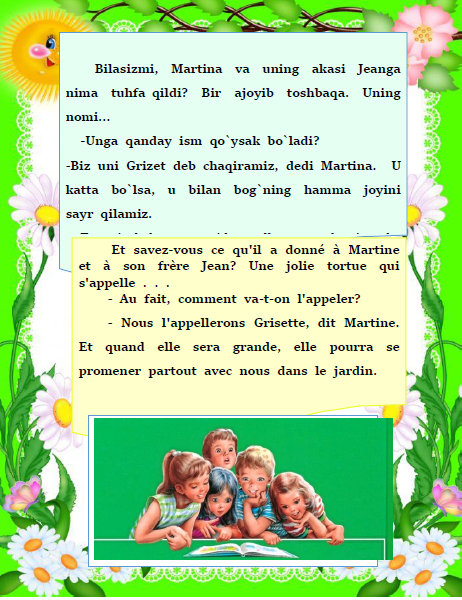 Bilasizmi, Martina va uning akasi Jeanga
nima tuhfa qildi? Bir ajoyib toshbaqa. Uning
nomi...
-Unga qanday ism qo`ysak bo`ladi?
-Biz uni Grizet deb chaqiramiz, dedi Martina. U
katta bo`lsa, u bilan bog`ning hamma joyini
sayr qilamiz.
Et savez-vous ce qu'il a donné à Martine
et à son frère Jean? Une jolie tortue qui
s'appelle . . .
- Au fait, comment va-t-on l'appeler?
- Nous l'appellerons Grisette, dit Martine.
Et quand elle sera grande, elle pourra se
promener partout avec nous dans le jardin.